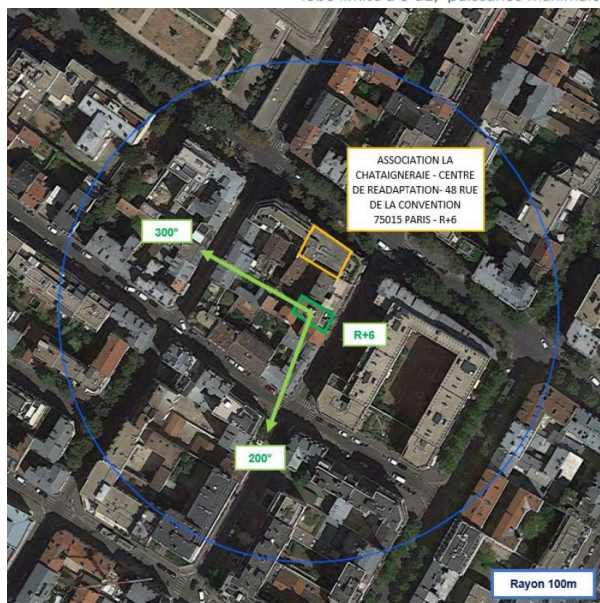 ASSOCIATION LA
CHATAIGNERAIE - CENTRE
DE READAPTATION- 48 RUE
DE LA CONVENTION
75015 PARIS - R+6
300°
R+6
200°
Rayon 100m